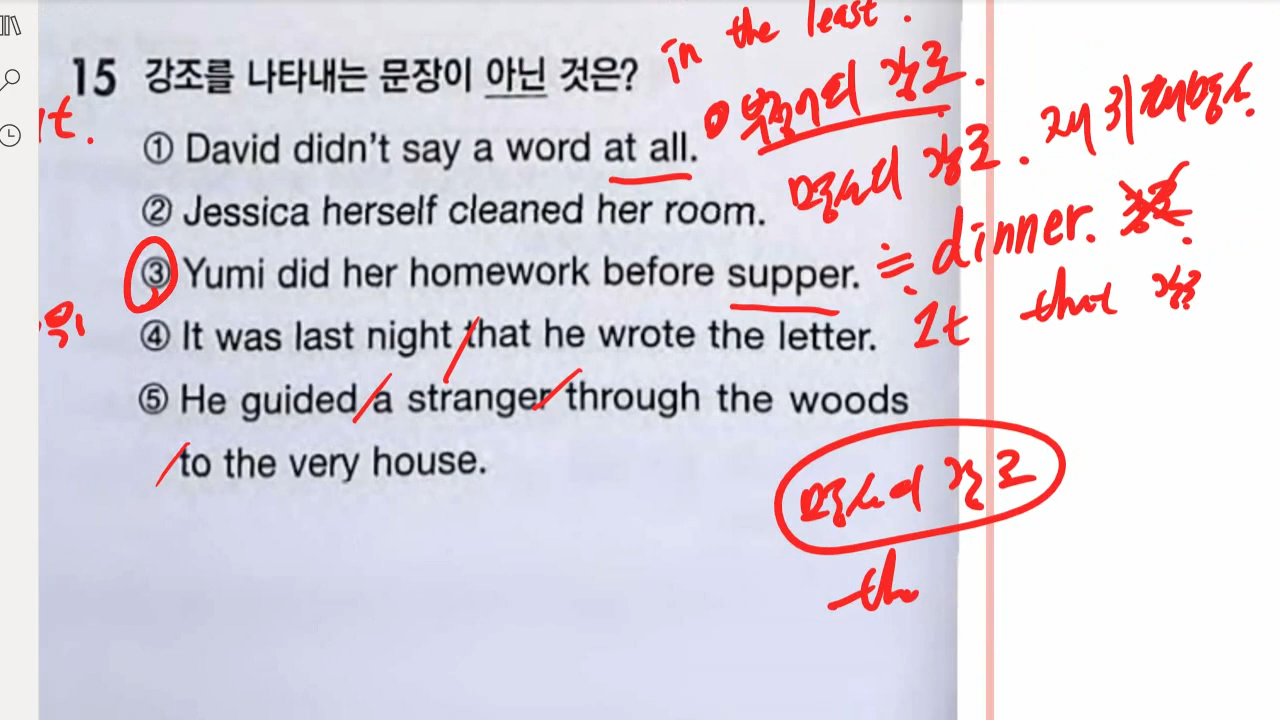 in the least.
15 강조를 나타내는 문장이 아닌 것은?
부정어의 강조.
t.
① David didn't say a word at all.
명사의 강조. 재귀대명사.
② Jessica herself cleaned her room.
③ Yumi did her homework before supper. ≒ dinner.
④ It was last night that he wrote the letter. It that 강조
⑤ He guided a stranger through the woods
to the very house.
명사의 강조
the